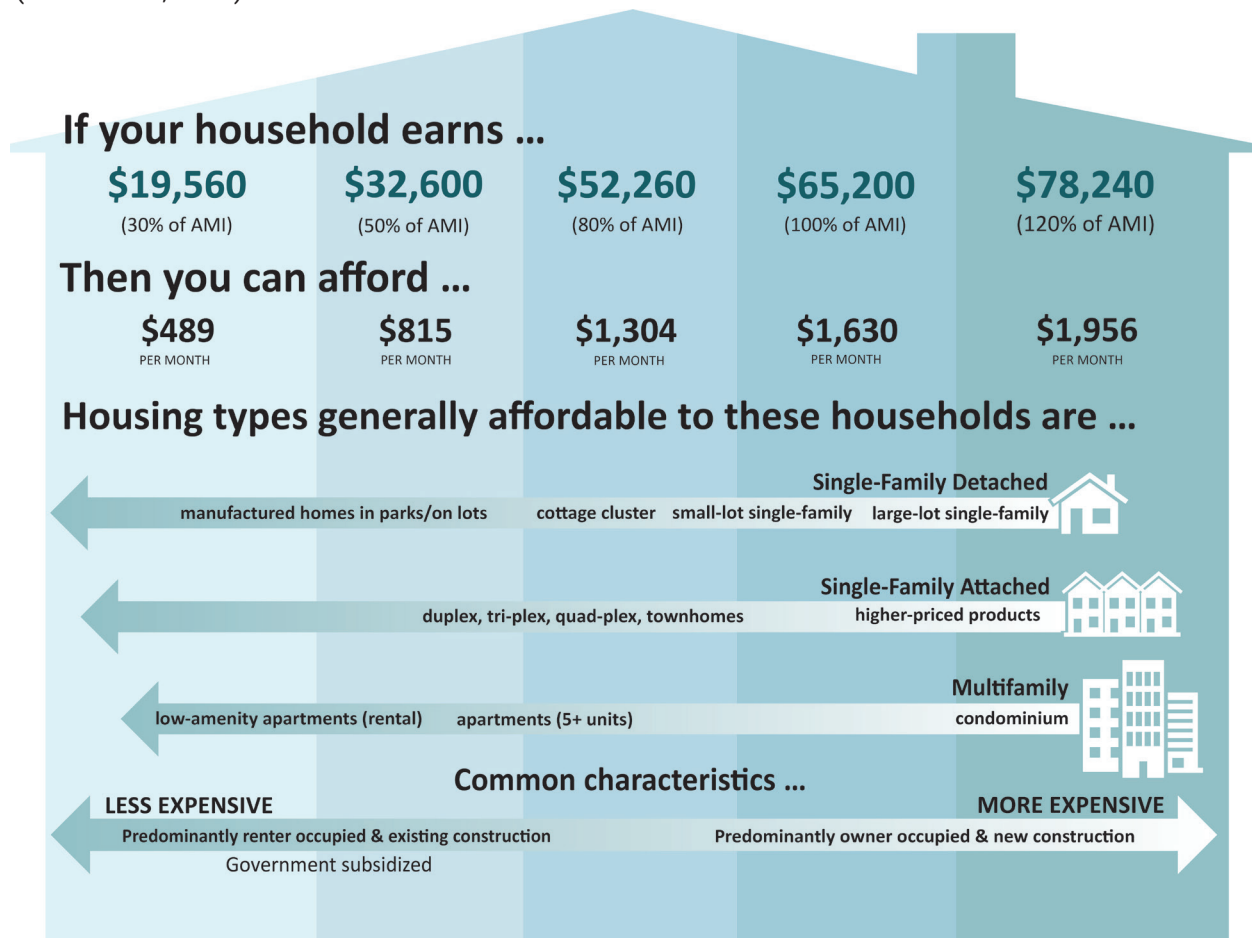 If your household earns ...
$19,560 $32,600 $52,260 $65,200 $78,240
(30% of AMI) (50% of AMI) (80% of AMI) (100% of AMI) (120% of AMI)
Then you can afford ...
$489 $815 $1,304 $1,630 $1,956
PER MONTH PER MONTH PER MONTH PER MONTH PER MONTH
Housing types generally affordable to these households are ...
Single-Family Detached
manufactured homes in parks/on lots cottage cluster small-lot single-family large-lot single-family
Single-Family Attached
duplex, tri-plex, quad-plex, townhomes higher-priced products
Multifamily
low-amenity apartments (rental) apartments (5+ units) condominium
Common characteristics ...
LESS EXPENSIVE MORE EXPENSIVE
Predominantly renter occupied & existing construction Predominantly owner occupied & new construction
Government subsidized